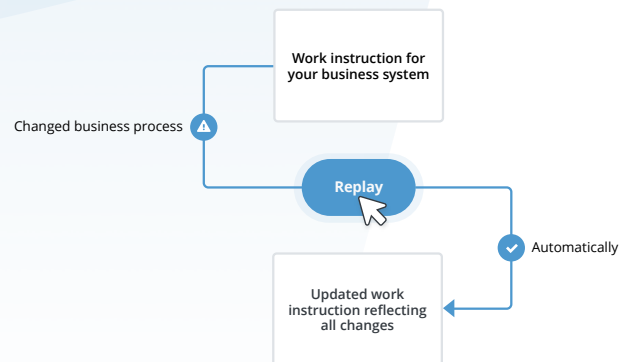 Work instruction for
your business system
Changed business process
Replay
Automatically
Updated work
instruction reflecting
all changes